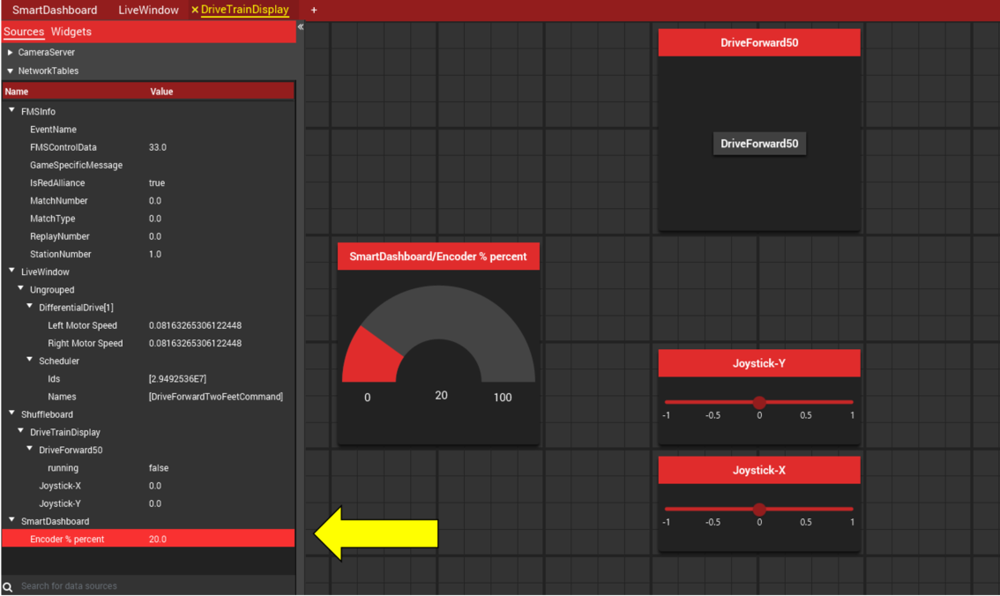 SmartDashboard LiveWindow × DriveTrainDisplay +
Sources Widgets «
CameraServer
NetworkTables
Name Value
FMSInfo
EventName
FMSControlData 33.0
GameSpecificMessage
IsRedAlliance true
MatchNumber 0.0
MatchType 0.0
ReplayNumber 0.0
StationNumber 1.0
LiveWindow
Ungrouped
DifferentialDrive[1]
Left Motor Speed 0.08163265306122448
Right Motor Speed 0.08163265306122448
Scheduler
Ids [2.9492536E7]
Names [DriveForwardTwoFeetCommand]
Shuffleboard
DriveTrainDisplay
DriveForward50
running false
Joystick-X 0.0
Joystick-Y 0.0
SmartDashboard
Encoder % percent 20.0
Search for data sources
DriveForward50
DriveForward50
SmartDashboard/Encoder % percent
0 20 100
Joystick-Y
-1 -0.5 0 0.5 1
Joystick-X
-1 -0.5 0 0.5 1